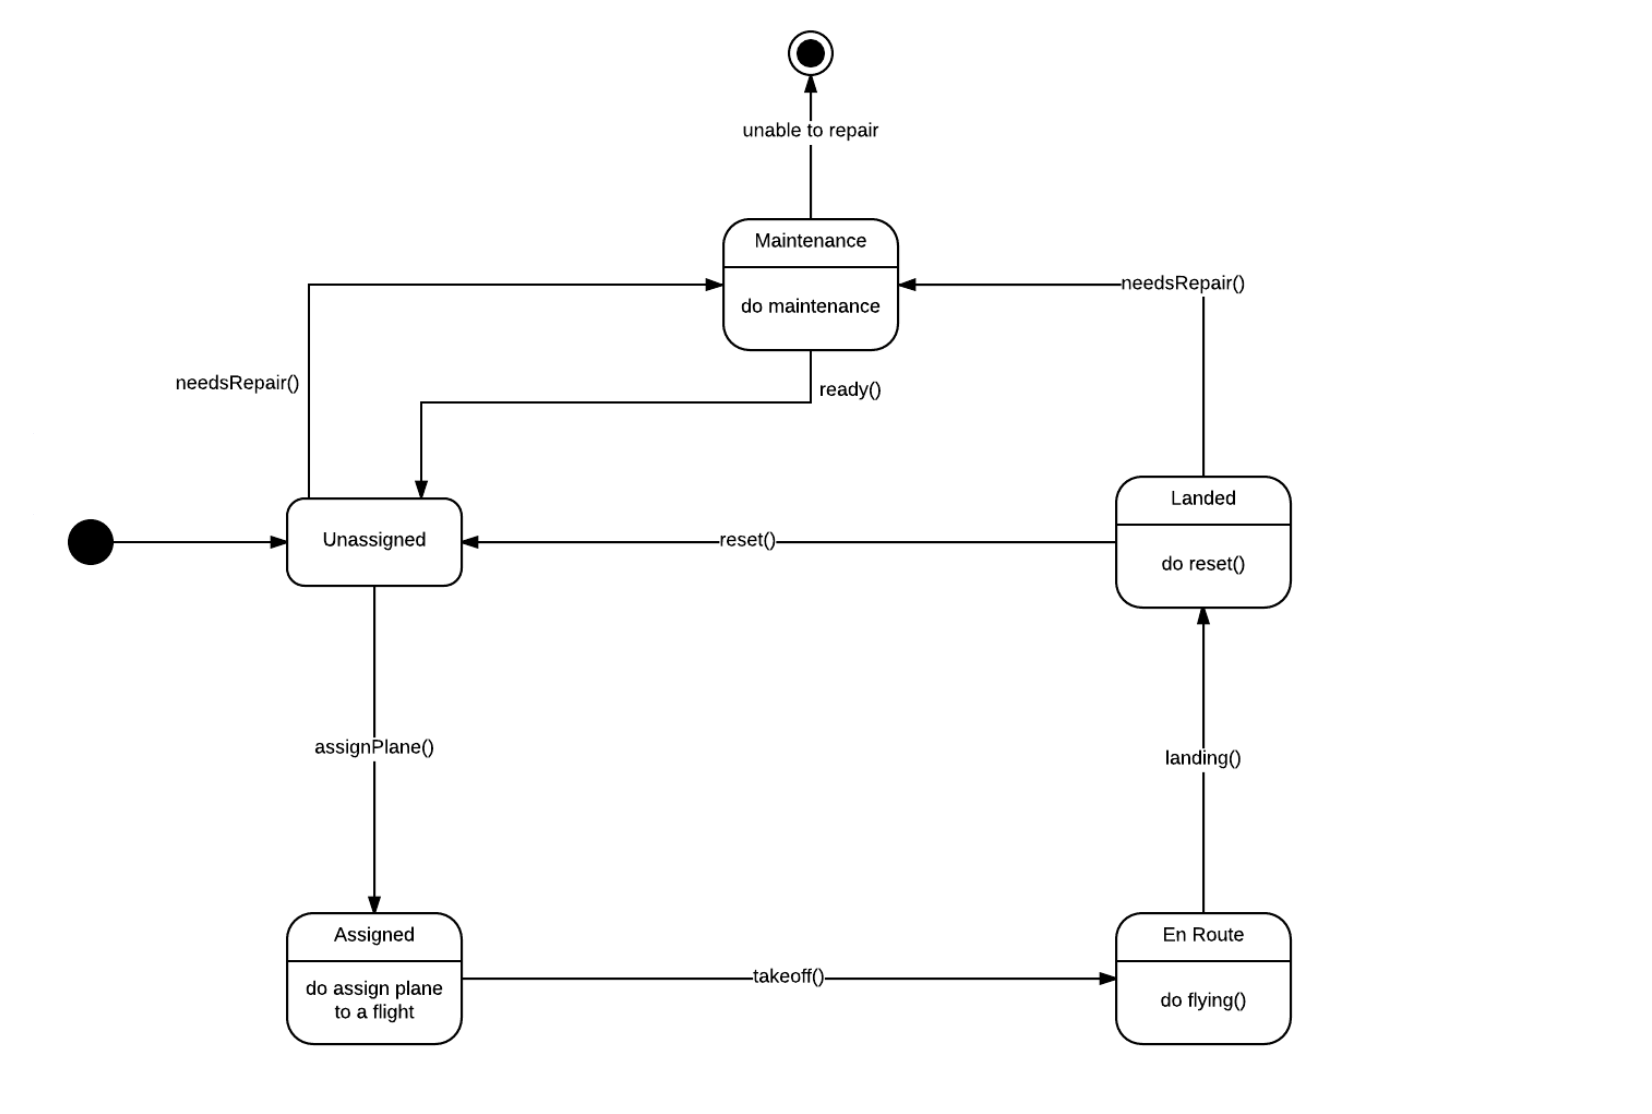 unable to repair
Maintenance
do maintenance
needsRepair()
needsRepair()
ready()
Landed
do reset()
Unassigned
reset()
assignPlane()
landing()
Assigned
do assign plane
to a flight
takeoff()
En Route
do flying()